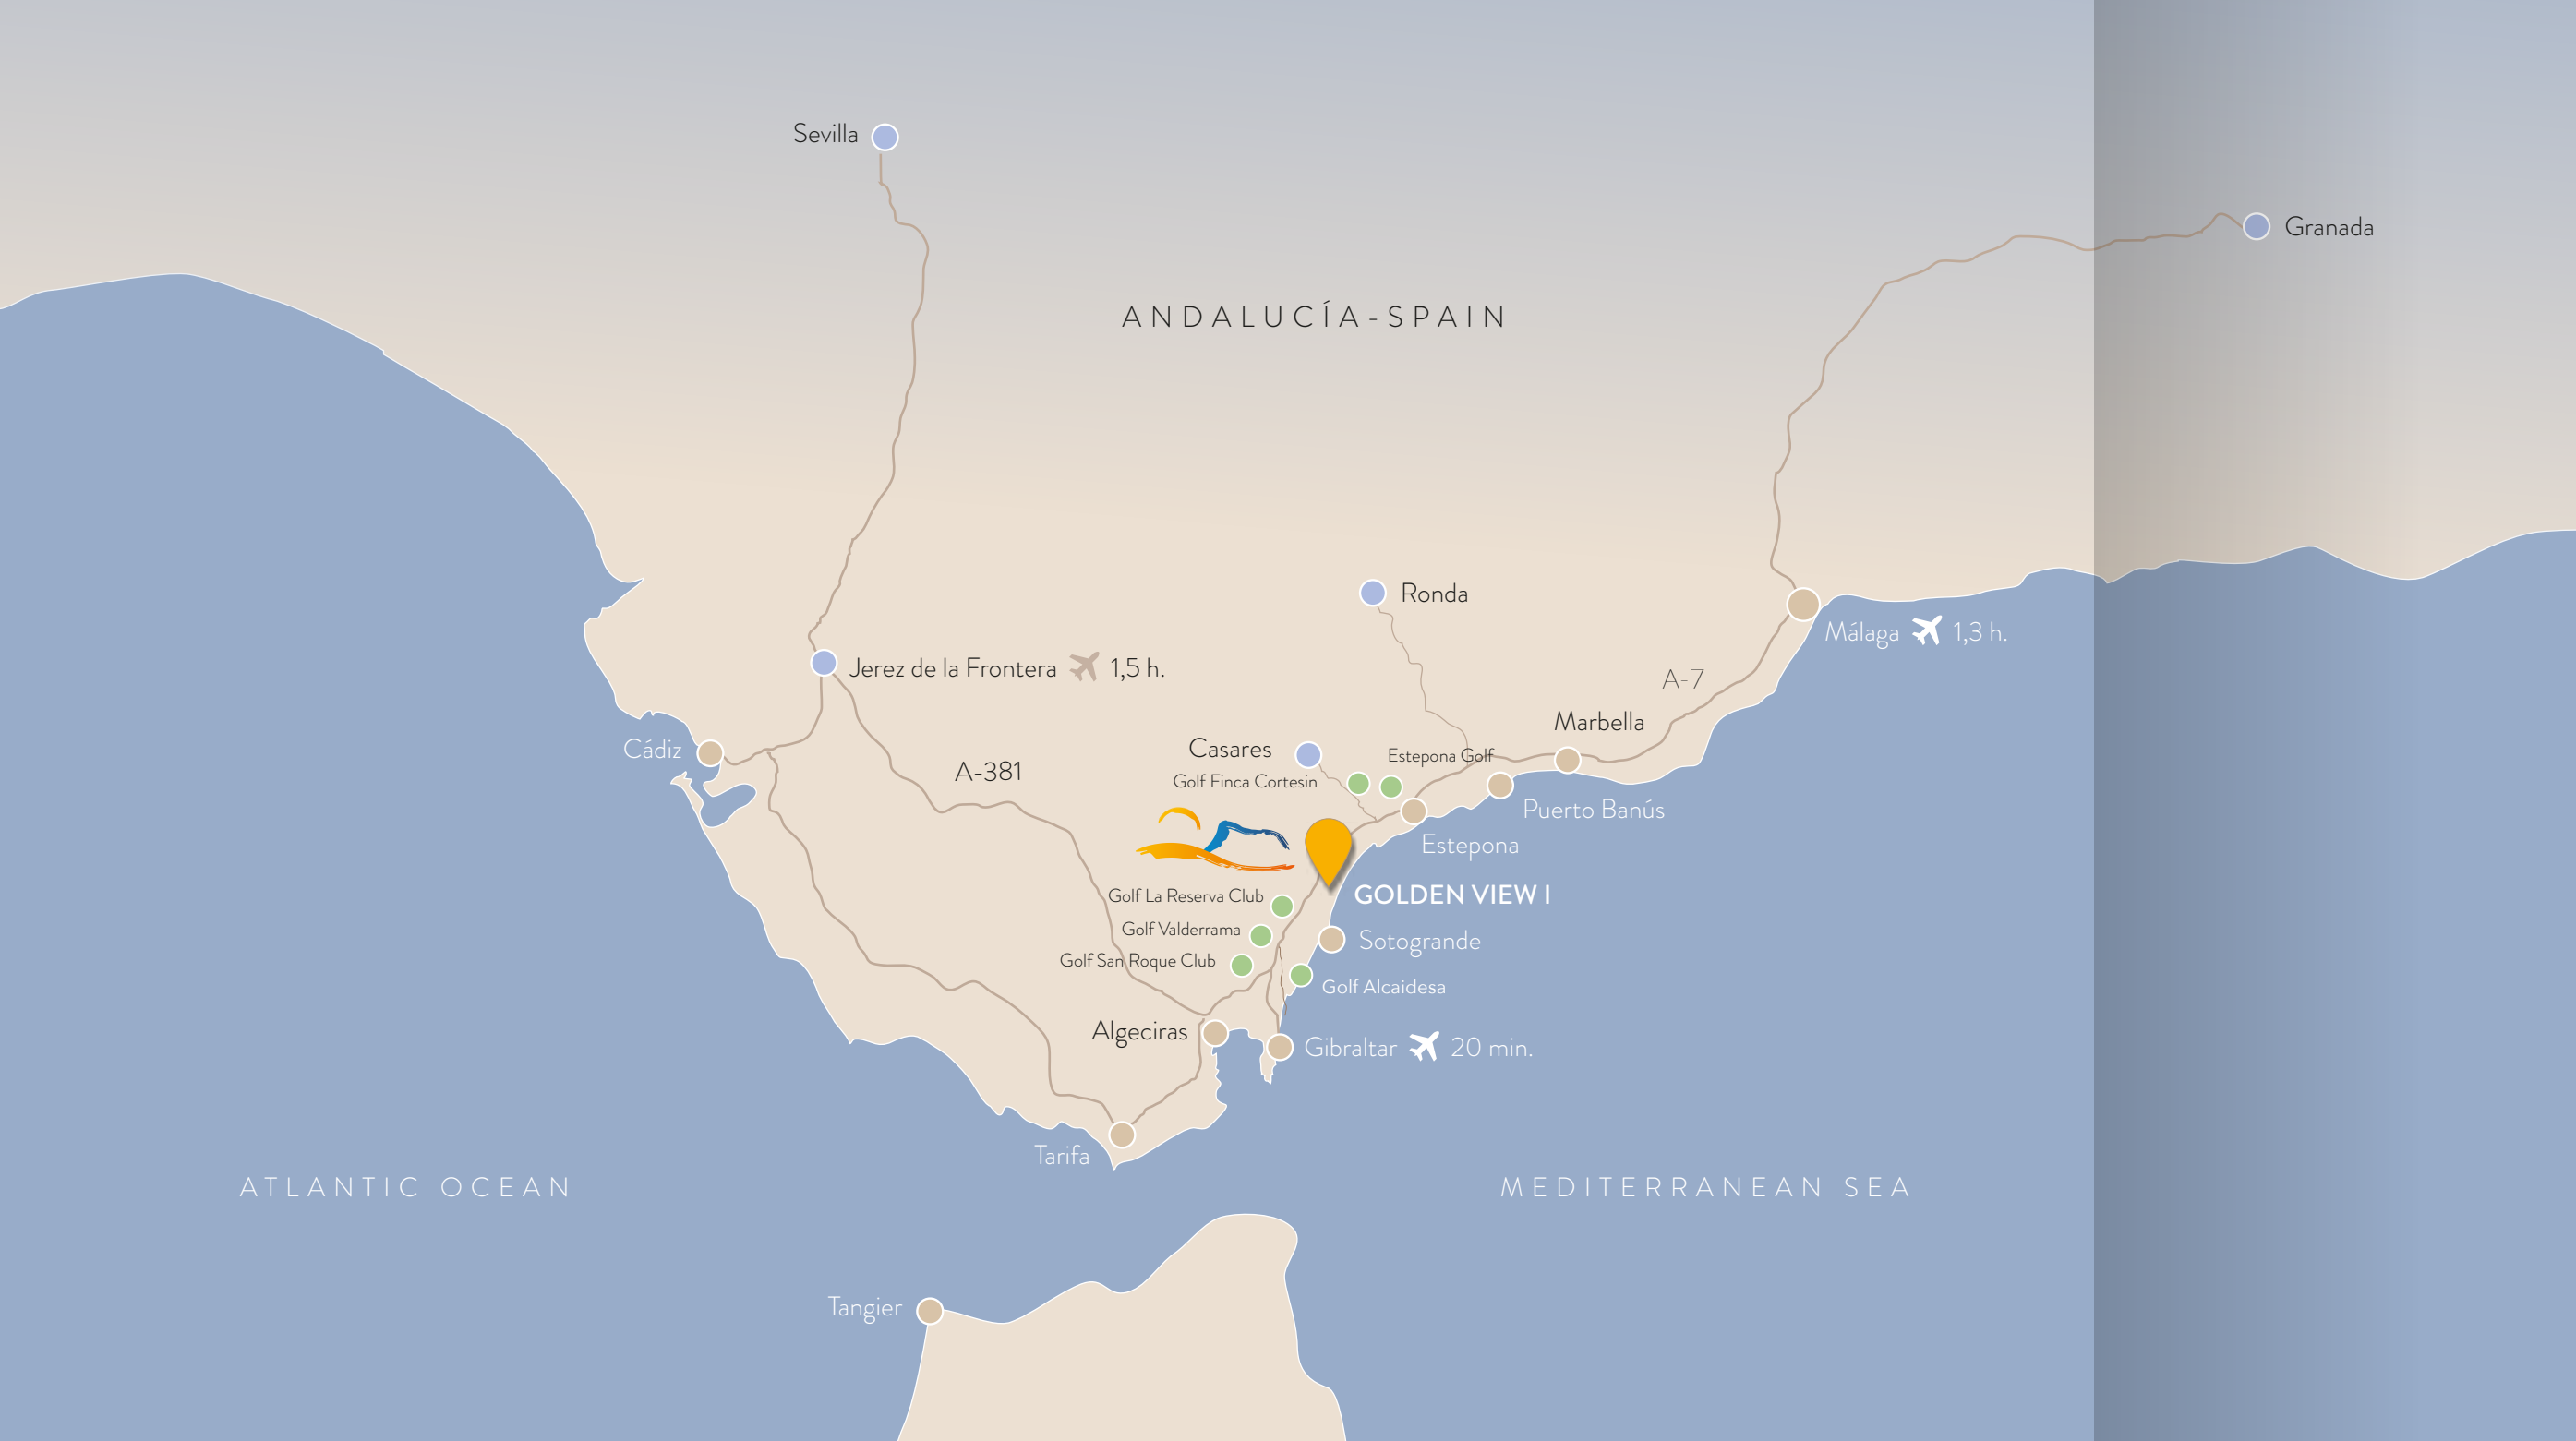 Sevilla
Granada
ANDALUCÍA-SPAIN
Ronda
Málaga 1,3 h.
Jerez de la Frontera 1,5 h.
A-7
Marbella
Cádiz
Casares
Estepona Golf
A-381
Golf Finca Cortesin
Puerto Banús
Estepona
Golf La Reserva Club
GOLDEN VIEW I
Golf Valderrama
Sotogrande
Golf San Roque Club
Golf Alcaidesa
Algeciras
Gibraltar 20 min.
Tarifa
ATLANTIC OCEAN
MEDITERRANEAN SEA
Tangier